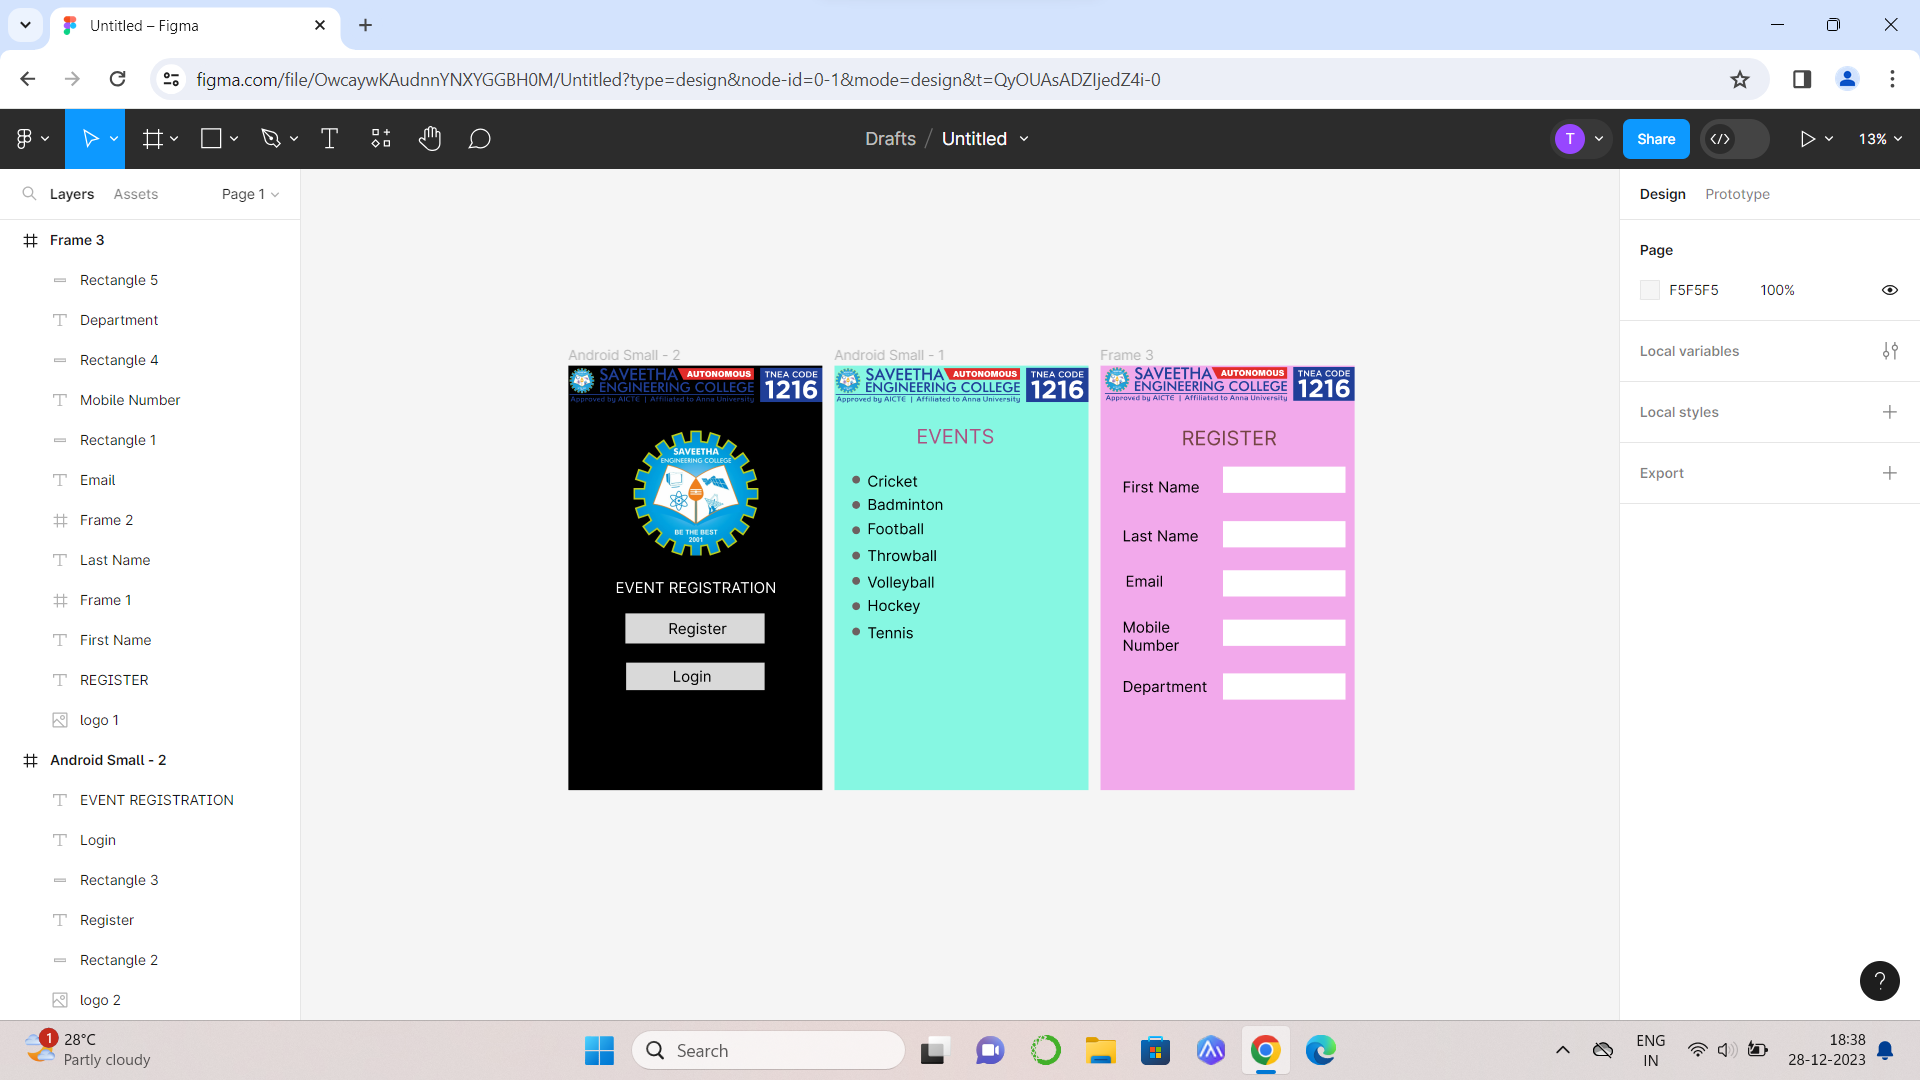 Untitled – Figma
figma.com/file/OwcaywKAudnnYNXYGGBH0M/Untitled?type=design&node-id=0-1&mode=design&t=QyOUAsADZIjedZ4i-0
Drafts / Untitled
T
Share
13%
Layers
Assets
Page 1
Frame 3
Rectangle 5
Department
Rectangle 4
Mobile Number
Rectangle 1
Email
Frame 2
Last Name
Frame 1
First Name
REGISTER
logo 1
Android Small - 2
EVENT REGISTRATION
Login
Rectangle 3
Register
Rectangle 2
logo 2
Android Small - 2
SAVEETHA AUTONOMOUS
ENGINEERING COLLEGE
Approved by AICTE | Affiliated to Anna University
TNEA CODE
1216
SAVEETHA
ENGINEERING COLLEGE
BE THE BEST
2001
EVENT REGISTRATION
Register
Login
Android Small - 1
SAVEETHA AUTONOMOUS
ENGINEERING COLLEGE
Approved by AICTE | Affiliated to Anna University
TNEA CODE
1216
EVENTS
Cricket
Badminton
Football
Throwball
Volleyball
Hockey
Tennis
Frame 3
SAVEETHA AUTONOMOUS
ENGINEERING COLLEGE
Approved by AICTE | Affiliated to Anna University
TNEA CODE
1216
REGISTER
First Name
Last Name
Email
Mobile
Number
Department
Design
Prototype
Page
F5F5F5 100%
Local variables
Local styles
Export
?
1
28°C
Partly cloudy
Search
ENG
IN
18:38
28-12-2023